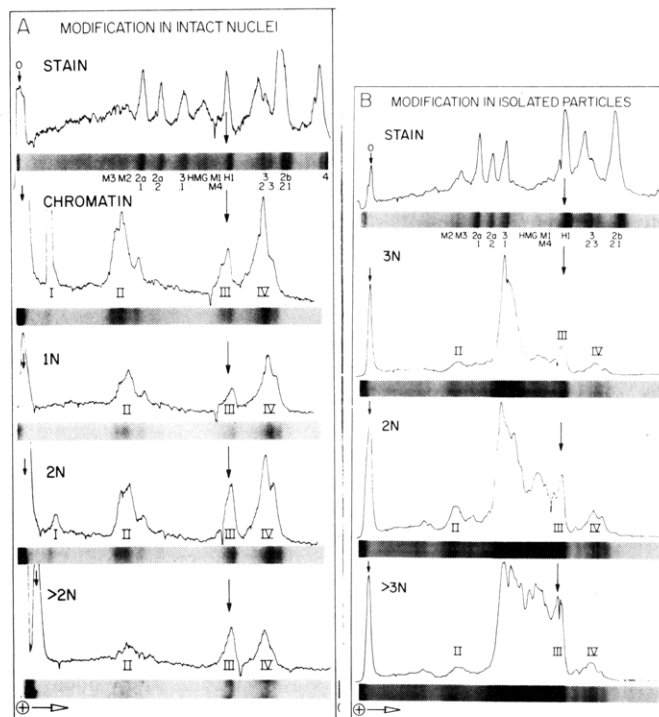 A MODIFICATION IN INTACT NUCLEI
O
STAIN
M3 M2 2a 2a 3 HMG M1 H1 3 2b 4
1 2 1 M4 2 3 2 1
CHROMATIN
I II III IV
1N
II III IV
2N
I II III IV
>2N
II III IV
+
B MODIFICATION IN ISOLATED PARTICLES
STAIN
O
M2 M3 2a 2a 3 HMG M1 H1 3 2b
1 2 1 M4 2 3 2 1
3N
II III IV
2N
II III IV
>3N
II III IV
+